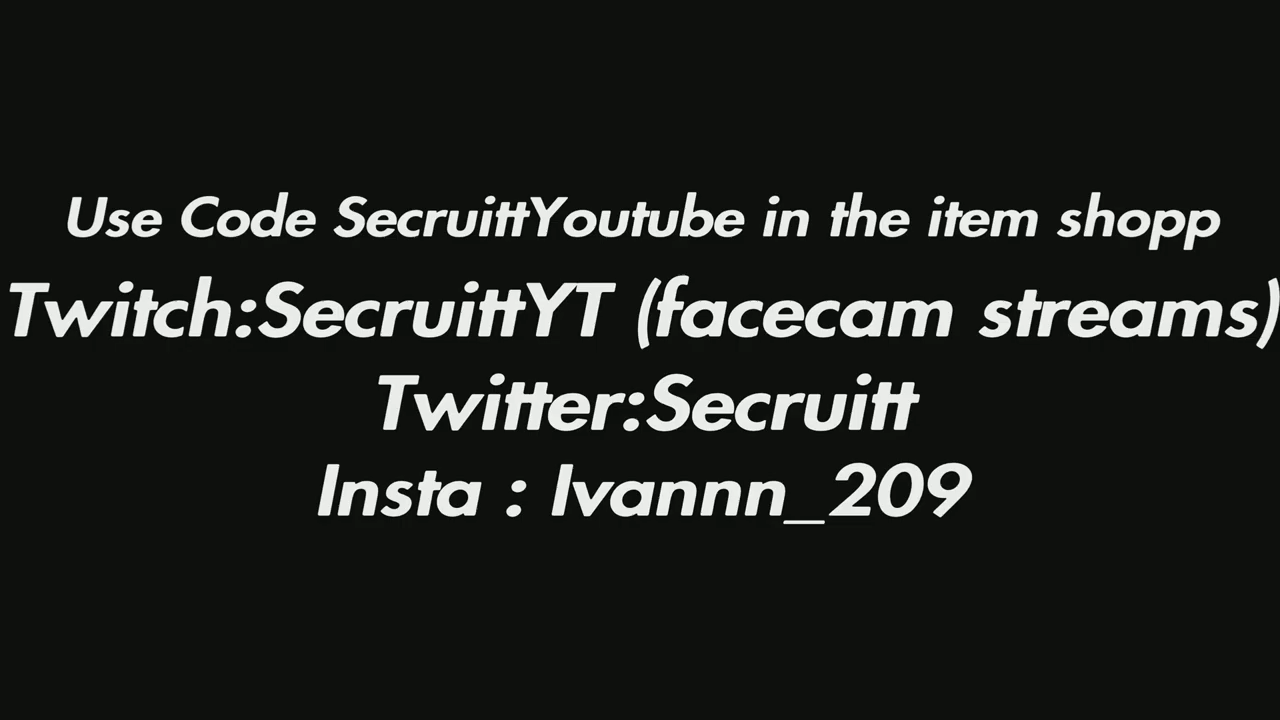 Use Code SecruittYoutube in the item shopp
Twitch:SecruittYT (facecam streams)
Twitter:Secruitt
Insta : Ivannn_209